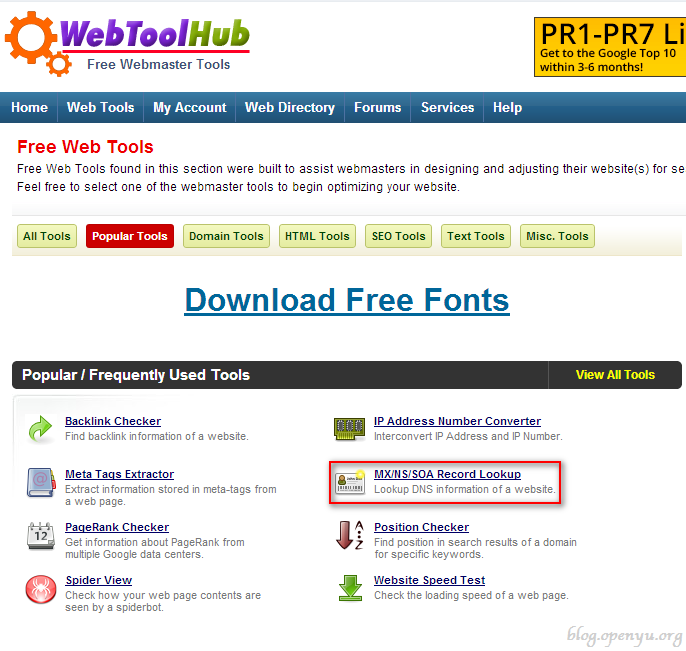 WebToolHub
Free Webmaster Tools
PR1-PR7 Li
Get to the Google Top 10
within 3-6 months!
Home Web Tools My Account Web Directory Forums Services Help
Free Web Tools
Free Web Tools found in this section were built to assist webmasters in designing and adjusting their website(s) for se
Feel free to select one of the webmaster tools to begin optimizing your website.
All Tools Popular Tools Domain Tools HTML Tools SEO Tools Text Tools Misc. Tools
Download Free Fonts
Popular / Frequently Used Tools View All Tools
Backlink Checker
Find backlink information of a website.
IP Address Number Converter
Interconvert IP Address and IP Number.
Meta Tags Extractor
Extract information stored in meta-tags from
a web page.
MX/NS/SOA Record Lookup
Lookup DNS information of a website.
PageRank Checker
Get information about PageRank from
multiple Google data centers.
12
Position Checker
Find position in search results of a domain
for specific keywords.
A
Z
Spider View
Check how your web page contents are
seen by a spiderbot.
Website Speed Test
Check the loading speed of a web page.
blog.openyu.org